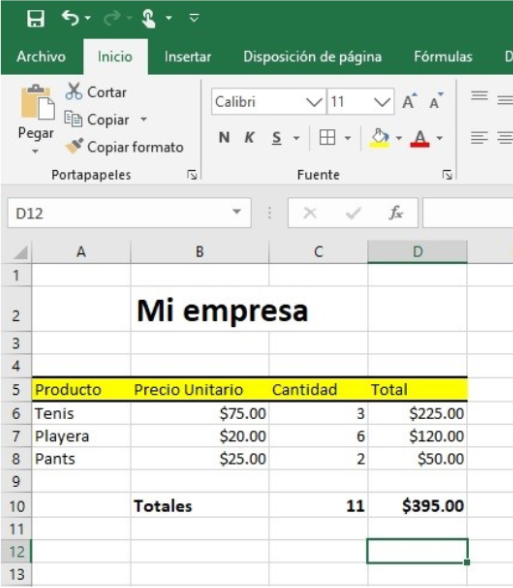 Archivo Inicio Insertar Disposición de página Fórmulas D
Cortar
Copiar
Copiar formato
Pegar
Calibri 11 A A
N K S A
Portapapeles Fuente
D12 fx
A B C D
1
2 Mi empresa
3
4
5 Producto Precio Unitario Cantidad Total
6 Tenis $75.00 3 $225.00
7 Playera $20.00 6 $120.00
8 Pants $25.00 2 $50.00
9
10 Totales 11 $395.00
11
12
13